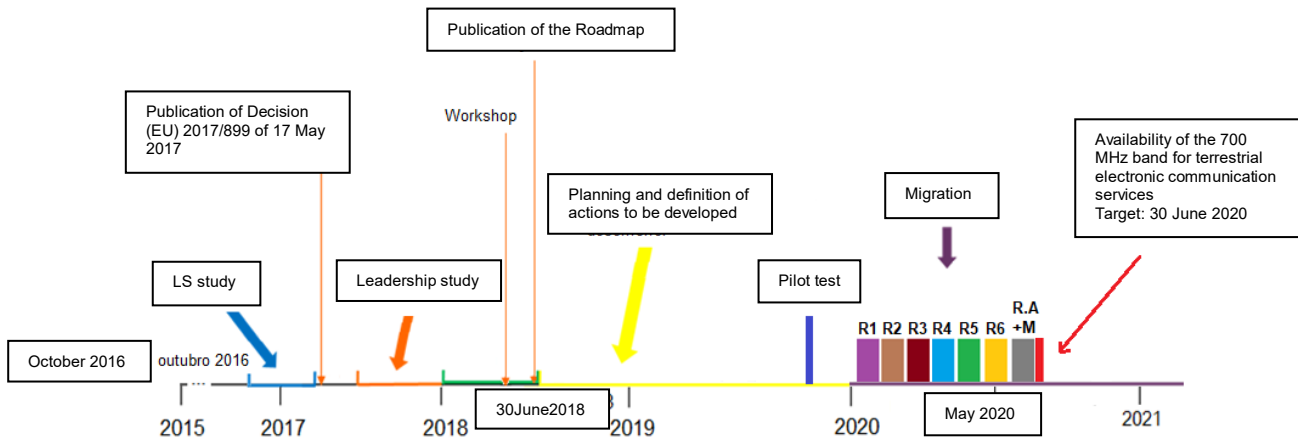 Publication of the Roadmap
Publication of Decision
(EU) 2017/899 of 17 May
2017
Workshop
Availability of the 700
MHz band for terrestrial
electronic communication
services
Target: 30 June 2020
Planning and definition of
actions to be developed
Migration
LS study
Leadership study
Pilot test
R1 R2 R3 R4 R5 R6 R.A
+M
October 2016
outubro 2016
30June2018
May 2020
2015
2017
2018
2019
2020
2021